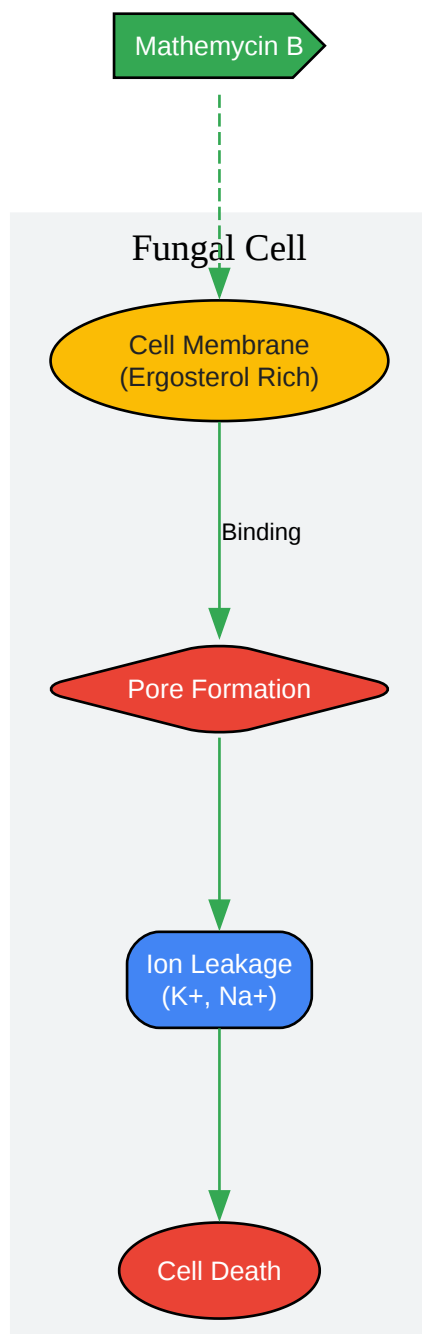 Mathemycin B
Fungal Cell
Cell Membrane
(Ergosterol Rich)
Binding
Pore Formation
Ion Leakage
(K+, Na+)
Cell Death